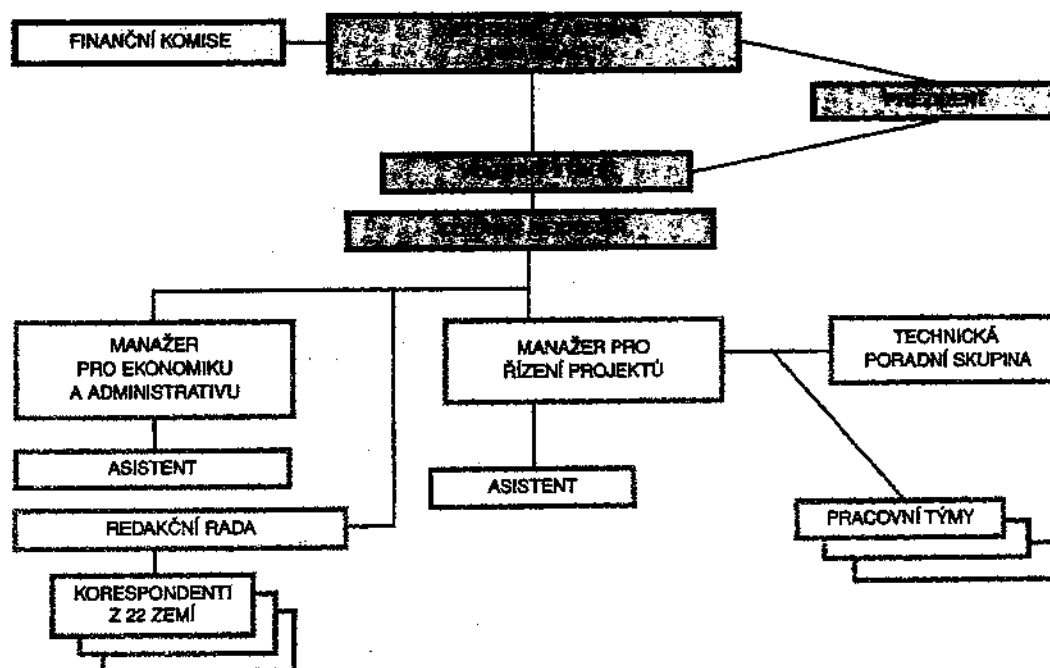 FINANČNÍ KOMISE
PREZIDENT
MANAŽER
PRO EKONOMIKU
A ADMINISTRATIVU
MANAŽER PRO
ŘÍZENÍ PROJEKTŮ
TECHNICKÁ
PORADNÍ SKUPINA
ASISTENT
ASISTENT
REDAKČNÍ RADA
PRACOVNÍ TÝMY
KORESPONDENTI
Z 22 ZEMÍ